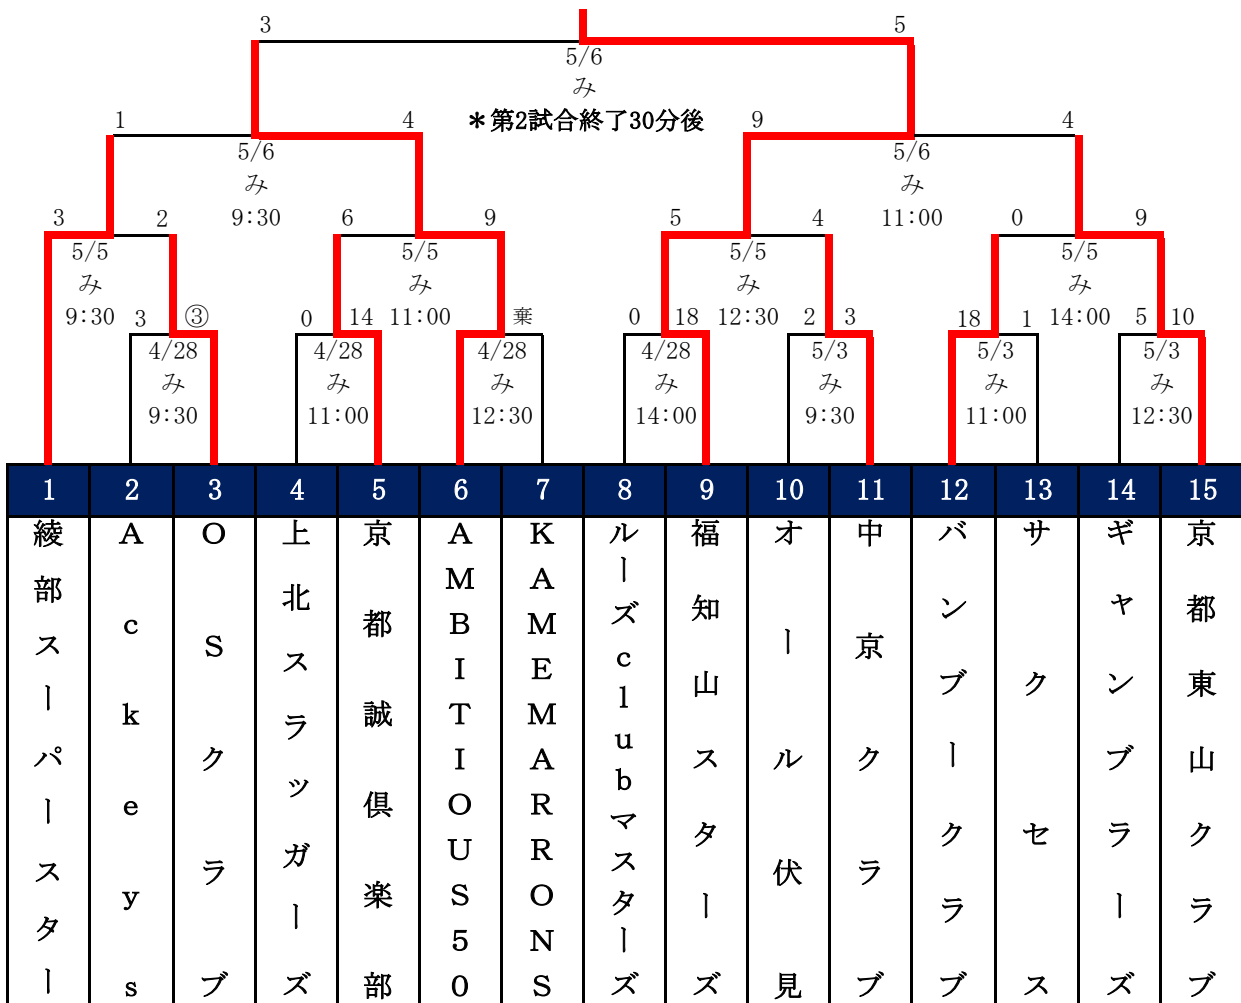 3 5
5/6
み
*第2試合終了30分後
1 4 9 4
5/6 5/6
み み
9:30 11:00
3 2 6 9 5 4 0 9
5/5 5/5 5/5 5/5
み み み み
9:30 11:00 12:30 14:00
3 ③ 0 14 棄 0 18 2 3 18 1 5 10
4/28 4/28 4/28 4/28 5/3 5/3 5/3
み み み み み み み
9:30 11:00 12:30 14:00 9:30 11:00 12:30
1 2 3 4 5 6 7 8 9 10 11 12 13 14 15
綾部スーパースター
Ackeys
OSクラブ
上北スラッガーズ
京都誠倶楽部
AMBITIOUS50
KAMEMARRONS
ルーズclubマスターズ
福知山スターズ
オール伏見
中京クラブ
バンブークラブ
サクセス
ギャンブラーズ
京都東山クラブ